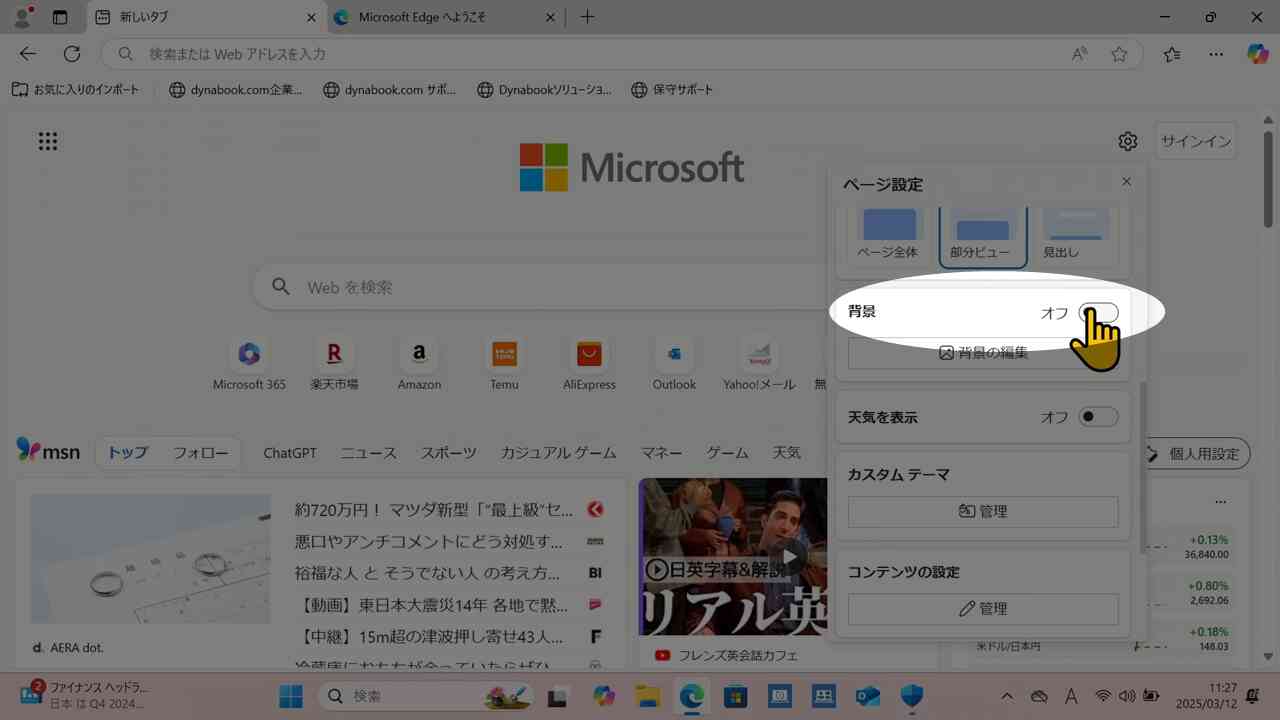 新しいタブ
Microsoft Edge へようこそ
検索または Web アドレスを入力
お気に入りのインポート
dynabook.com企業...
dynabook.com サポ...
Dynabookソリューショ...
保守サポート
サインイン
Microsoft
ページ設定
ページ全体
部分ビュー
見出し
Web を検索
背景
オフ
背景の編集
Microsoft 365
楽天市場
Amazon
Temu
AliExpress
Outlook
Yahoo!メール
無
天気を表示
オフ
msn
トップ
フォロー
ChatGPT
ニュース
スポーツ
カジュアル ゲーム
マネー
ゲーム
天気
個人用設定
カスタム テーマ
管理
約720万円！ マツダ新型「"最上級"セ...
悪口やアンチコメントにどう対処す...
裕福な人 と そうでない人 の考え方...
【動画】東日本大震災14年 各地で黙...
【中継】15m超の津波押し寄せ43人...
AERA dot.
日英字幕&解説
リアル英
フレンズ英会話カフェ
コンテンツの設定
管理
+0.13%
36,840.00
+0.80%
2,692.06
+0.18%
米ドル/日本円
148.03
2
ファイナンス ヘッドラ...
日本 は Q4 2024...
検索
A
11:27
2025/03/12